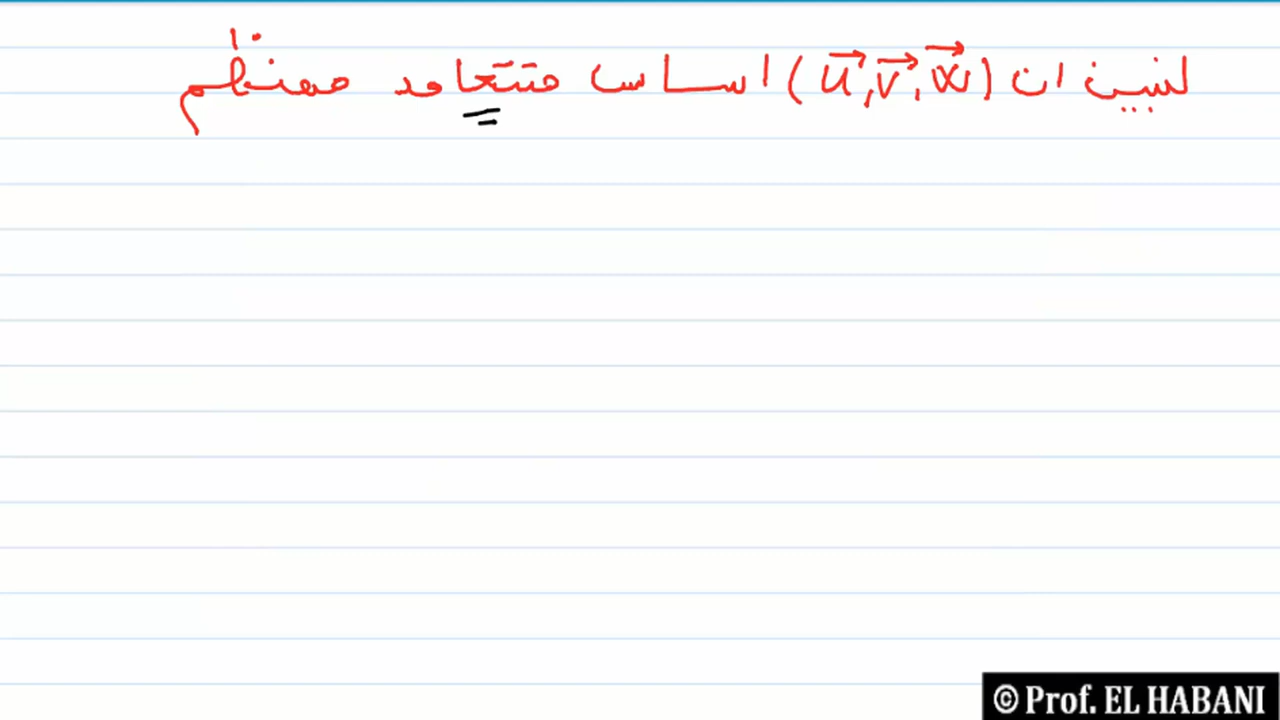 لنبين ان (u⃗, v⃗, w⃗) اساس متعامد ممنظم
© Prof. EL HABANI